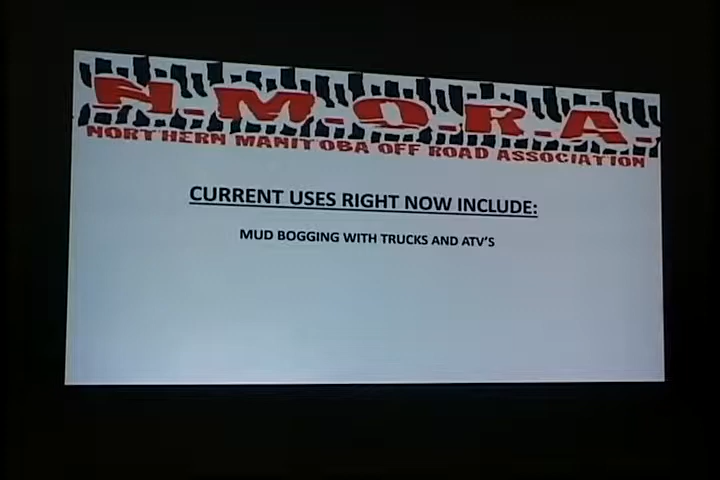 N.M.O.R.A.
NORTHERN MANITOBA OFF ROAD ASSOCIATION
CURRENT USES RIGHT NOW INCLUDE:
MUD BOGGING WITH TRUCKS AND ATV'S